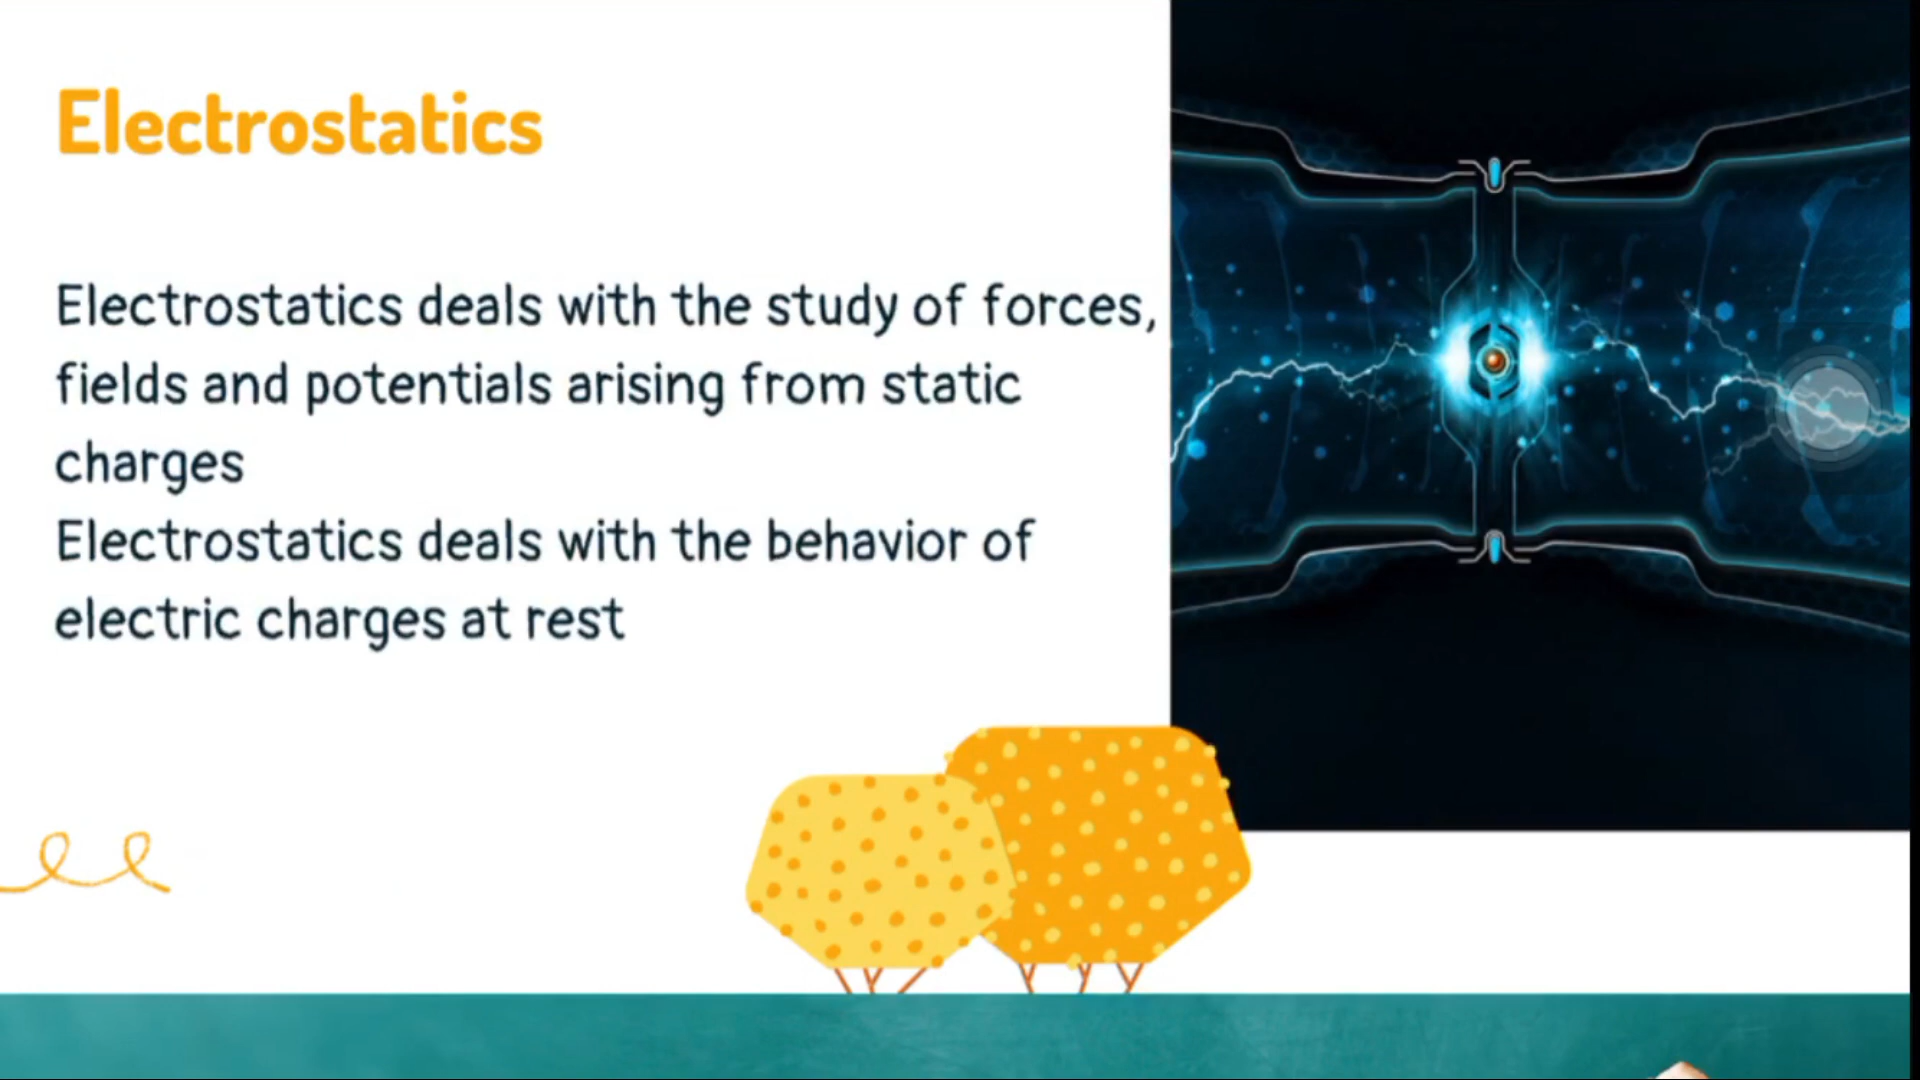 Electrostatics
Electrostatics deals with the study of forces,
fields and potentials arising from static
charges
Electrostatics deals with the behavior of
electric charges at rest